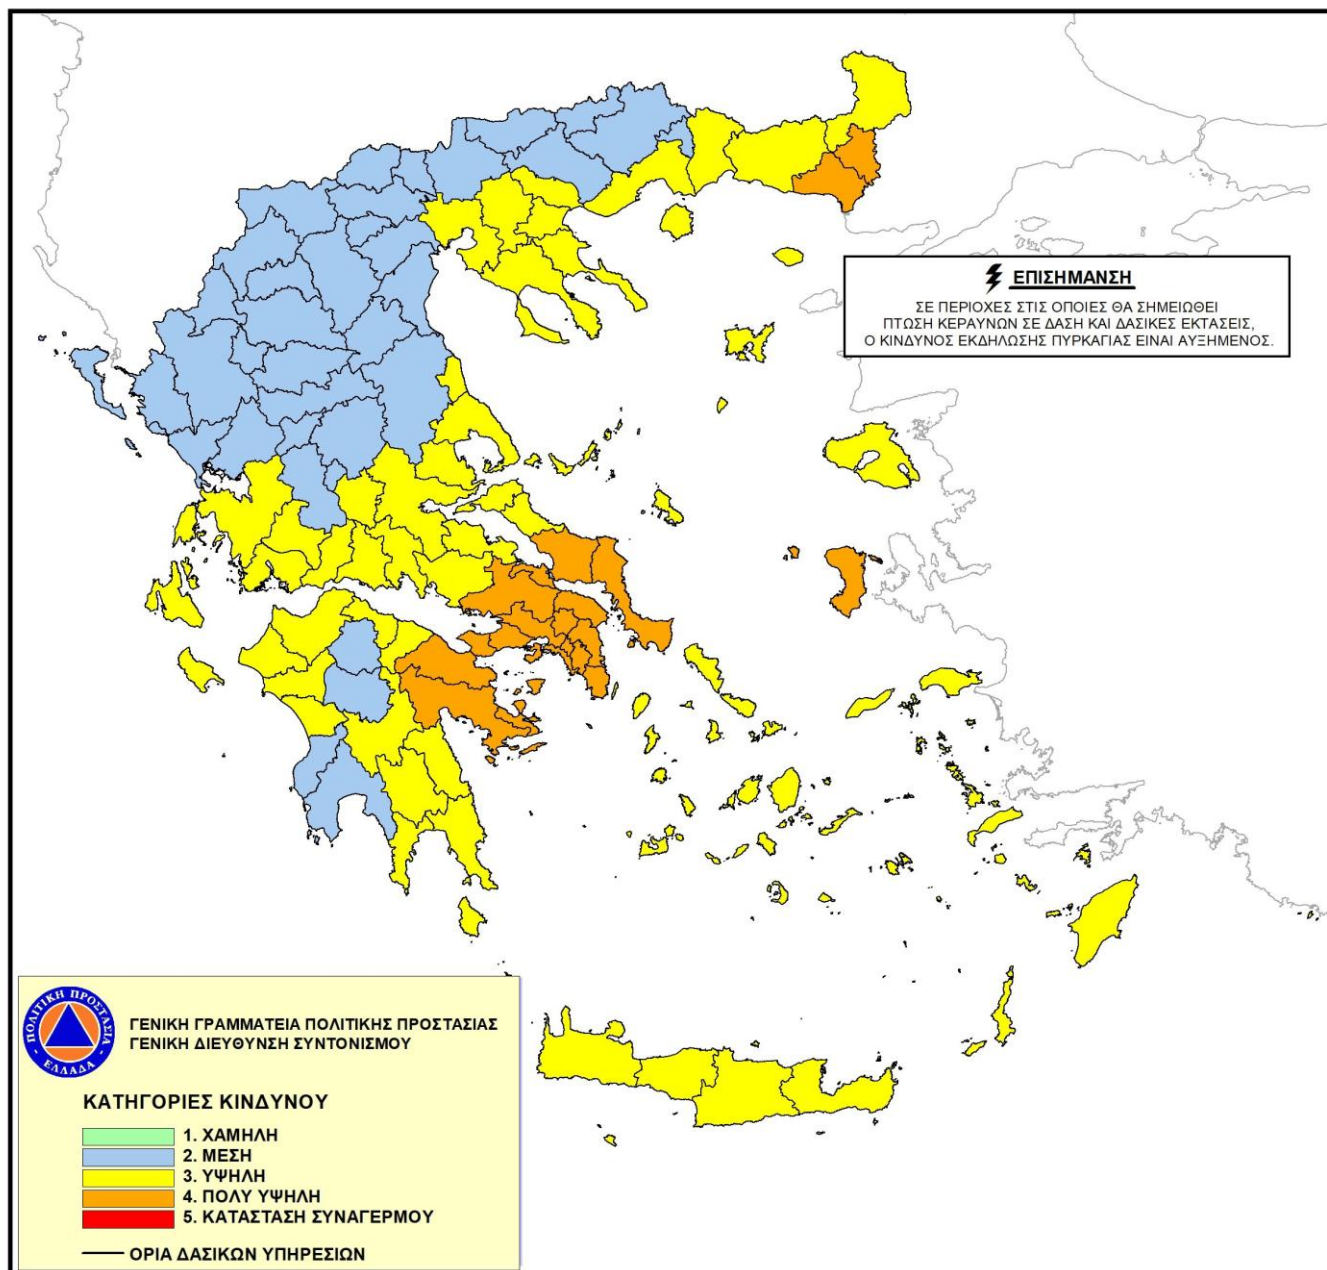 ΕΠΙΣΗΜΑΝΣΗ
ΣΕ ΠΕΡΙΟΧΕΣ ΣΤΙΣ ΟΠΟΙΕΣ ΘΑ ΣΗΜΕΙΩΘΕΙ
ΠΤΩΣΗ ΚΕΡΑΥΝΩΝ ΣΕ ΔΑΣΗ ΚΑΙ ΔΑΣΙΚΕΣ ΕΚΤΑΣΕΙΣ,
Ο ΚΙΝΔΥΝΟΣ ΕΚΔΗΛΩΣΗΣ ΠΥΡΚΑΓΙΑΣ ΕΙΝΑΙ ΑΥΞΗΜΕΝΟΣ.
ΠΟΛΙΤΙΚΗ ΠΡΟΣΤΑΣΙΑ
- ΕΛΛΑΔΑ -
ΓΕΝΙΚΗ ΓΡΑΜΜΑΤΕΙΑ ΠΟΛΙΤΙΚΗΣ ΠΡΟΣΤΑΣΙΑΣ
ΓΕΝΙΚΗ ΔΙΕΥΘΥΝΣΗ ΣΥΝΤΟΝΙΣΜΟΥ
ΚΑΤΗΓΟΡΙΕΣ ΚΙΝΔΥΝΟΥ
1. ΧΑΜΗΛΗ
2. ΜΕΣΗ
3. ΥΨΗΛΗ
4. ΠΟΛΥ ΥΨΗΛΗ
5. ΚΑΤΑΣΤΑΣΗ ΣΥΝΑΓΕΡΜΟΥ
ΟΡΙΑ ΔΑΣΙΚΩΝ ΥΠΗΡΕΣΙΩΝ